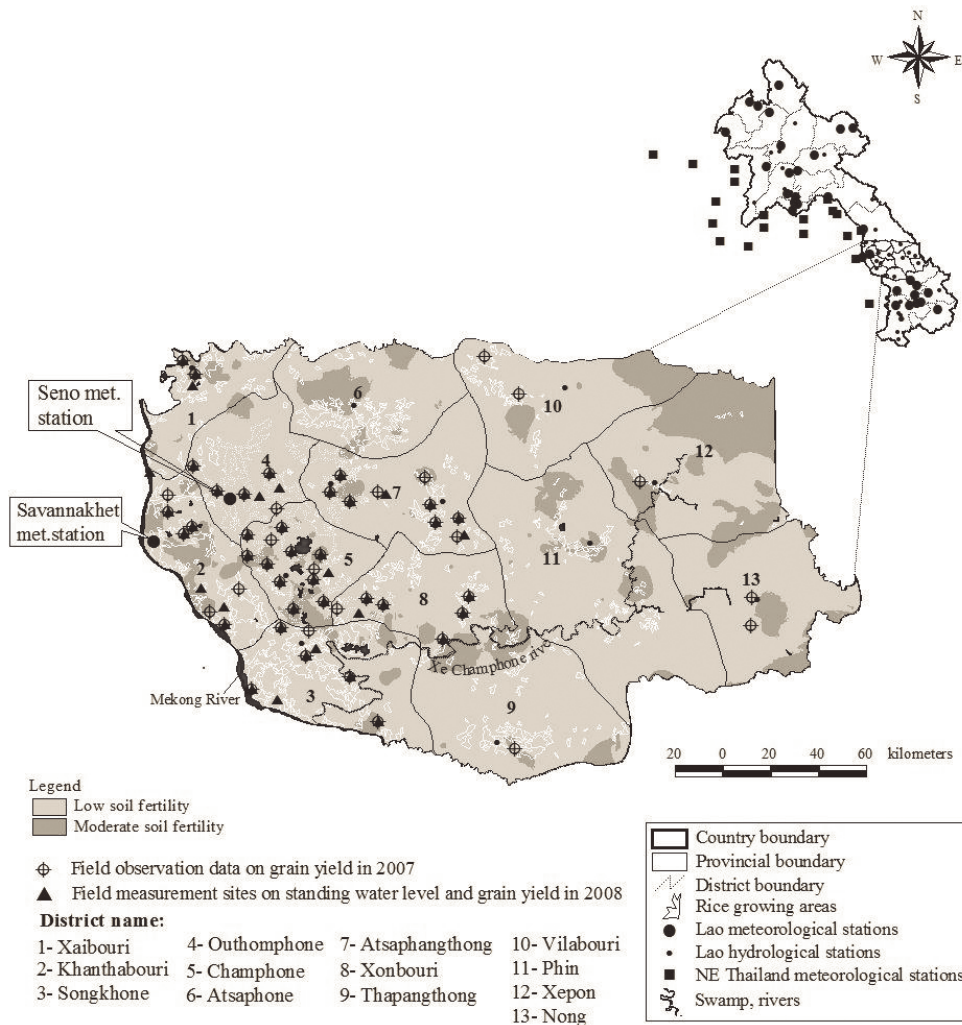 N
W
E
S
Seno met.
station
Savannakhet
met.station
1
6
10
4
7
12
5
2
11
8
13
3
9
Xe Champhone rive
Mekong River
20 0 20 40 60 kilometers
Legend
Low soil fertility
Moderate soil fertility
Field observation data on grain yield in 2007
Field measurement sites on standing water level and grain yield in 2008
District name:
1- Xaibouri
2- Khanthabouri
3- Songkhone
4- Outhomphone
5- Champhone
6- Atsaphone
7- Atsaphangthong
8- Xonbouri
9- Thapangthong
10- Vilabouri
11- Phin
12- Xepon
13- Nong
Country boundary
Provincial boundary
District boundary
Rice growing areas
Lao meteorological stations
Lao hydrological stations
NE Thailand meteorological stations
Swamp, rivers